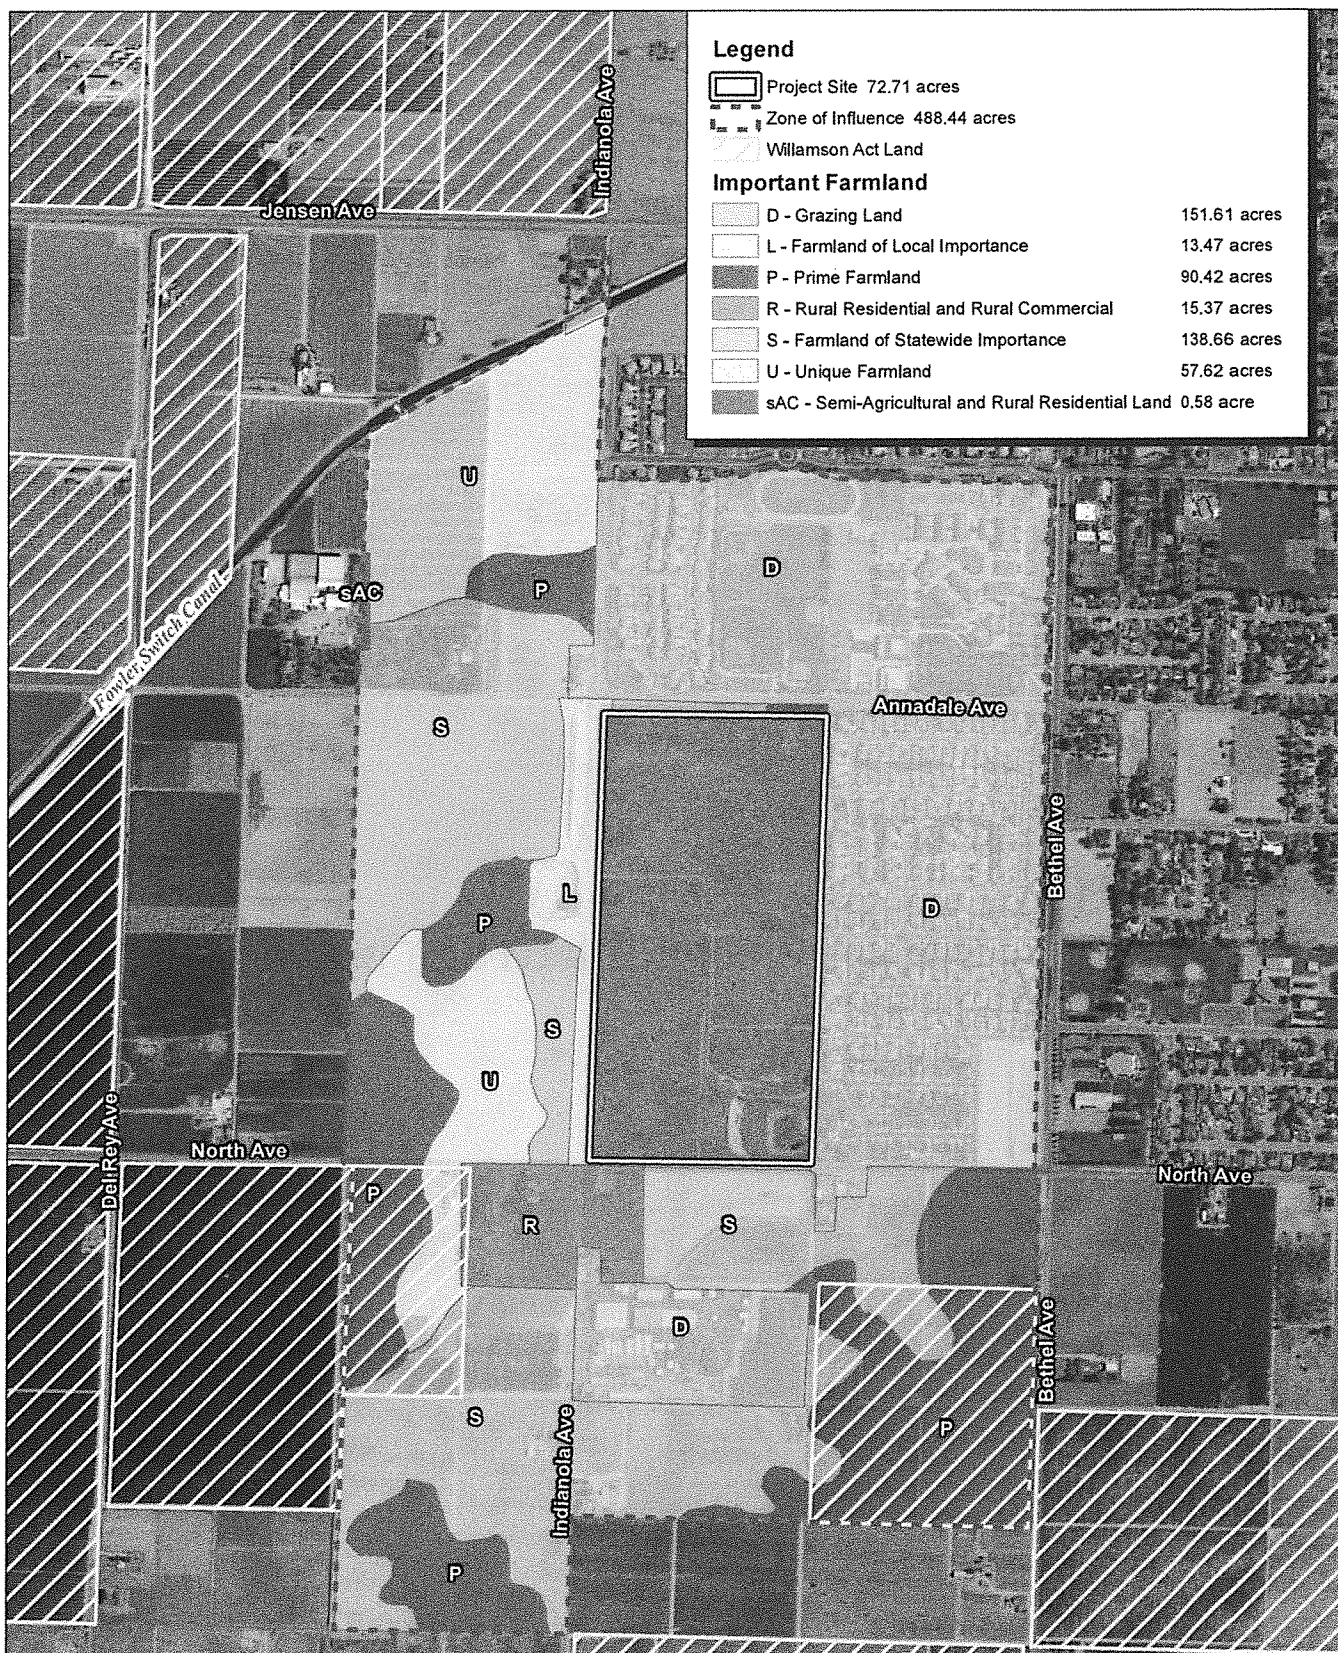 Legend
Project Site 72.71 acres
Zone of Influence 488.44 acres
Willamson Act Land
Important Farmland
D - Grazing Land 151.61 acres
L - Farmland of Local Importance 13.47 acres
P - Prime Farmland 90.42 acres
R - Rural Residential and Rural Commercial 15.37 acres
S - Farmland of Statewide Importance 138.66 acres
U - Unique Farmland 57.62 acres
sAC - Semi-Agricultural and Rural Residential Land 0.58 acre
Indianola Ave
Jensen Ave
U
D
P
sAC
Fowler Switch Canal
Annadale Ave
S
Bethel Ave
L
P
D
S
U
Del Rey Ave
North Ave
North Ave
P
R
S
D
Bethel Ave
S
Indianola Ave
P
P